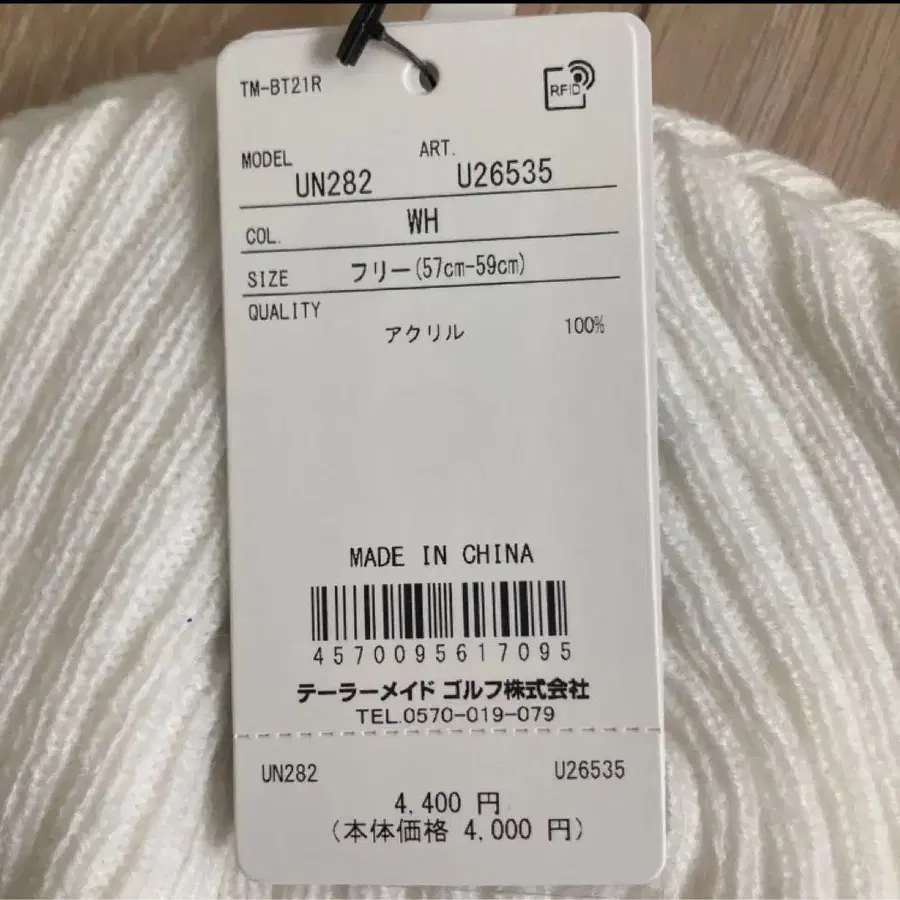 TM-BT21R
RFID
MODEL UN282 ART. U26535
COL. WH
SIZE フリー(57cm-59cm)
QUALITY
アクリル 100%
MADE IN CHINA
4570095617095
テーラーメイド ゴルフ株式会社
TEL.0570-019-079
UN282 U26535
4,400 円
(本体価格 4,000 円)